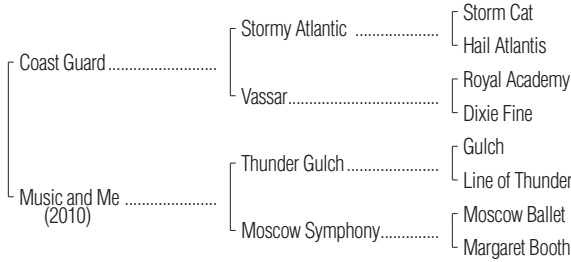 Storm Cat
Stormy Atlantic ....................
Hail Atlantis
Coast Guard ..........................
Royal Academy
Vassar....................................
Dixie Fine
Gulch
Thunder Gulch ......................
Line of Thunder
Music and Me ......................
(2010)
Moscow Ballet
Moscow Symphony..............
Margaret Booth